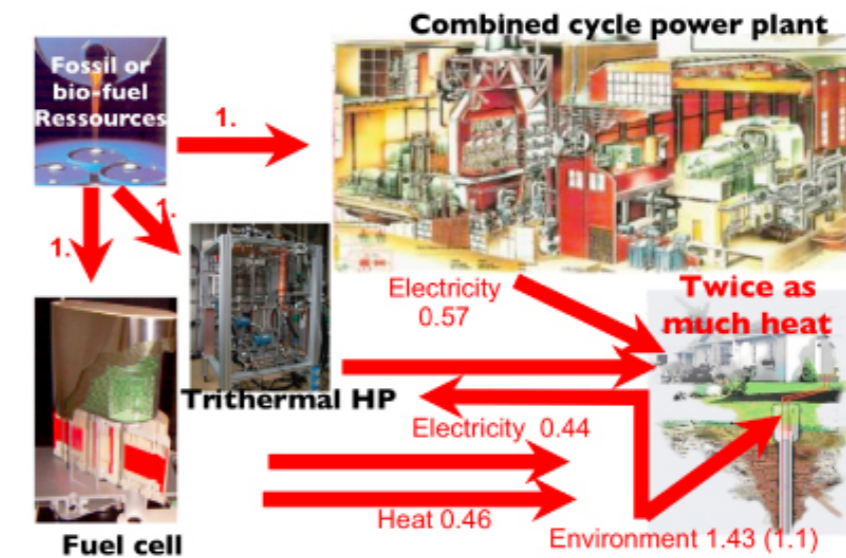 Combined cycle power plant
Fossil or
bio-fuel
Ressources
1.
1.
1.
Electricity
0.57
Twice as
much heat
Trithermal HP
Electricity 0.44
Heat 0.46
Environment 1.43 (1.1)
Fuel cell